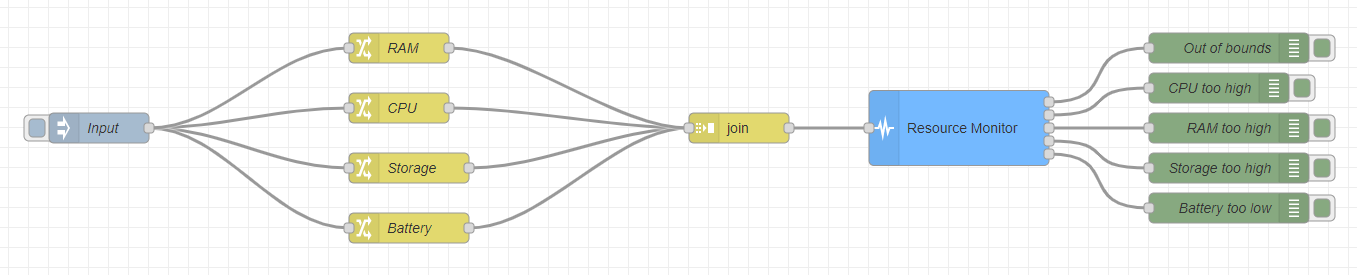 Input
RAM
CPU
Storage
Battery
join
Resource Monitor
Out of bounds
CPU too high
RAM too high
Storage too high
Battery too low